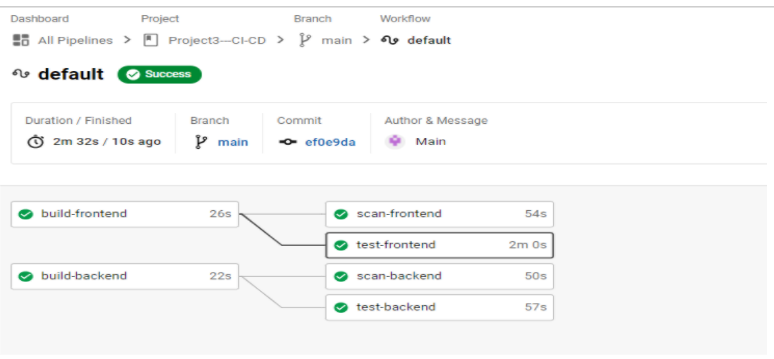 Dashboard Project Branch Workflow
All Pipelines > Project3—CI-CD > main > default
default Success
Duration / Finished Branch Commit Author & Message
2m 32s / 10s ago main ef0e9da Main
build-frontend 26s scan-frontend 54s
test-frontend 2m 0s
build-backend 22s scan-backend 50s
test-backend 57s